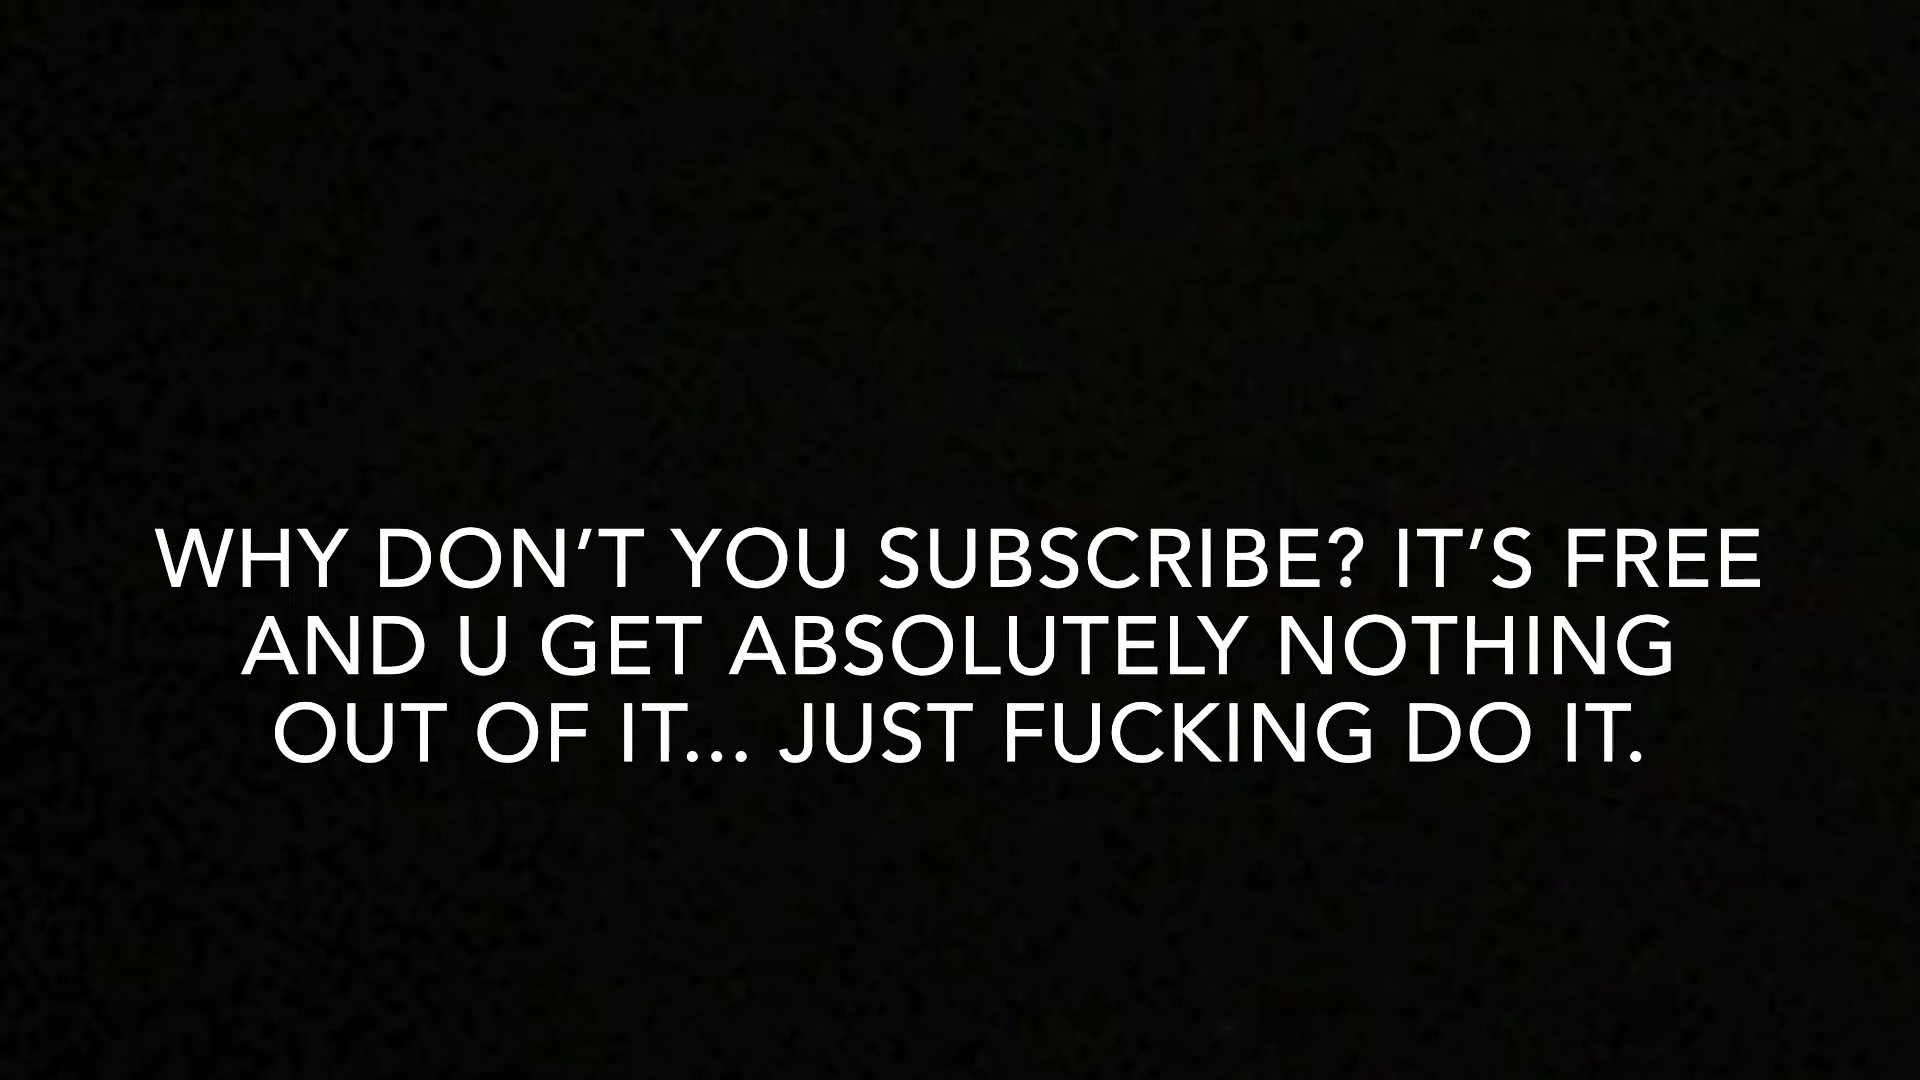 WHY DON’T YOU SUBSCRIBE? IT’S FREE
AND U GET ABSOLUTELY NOTHING
OUT OF IT... JUST FUCKING DO IT.